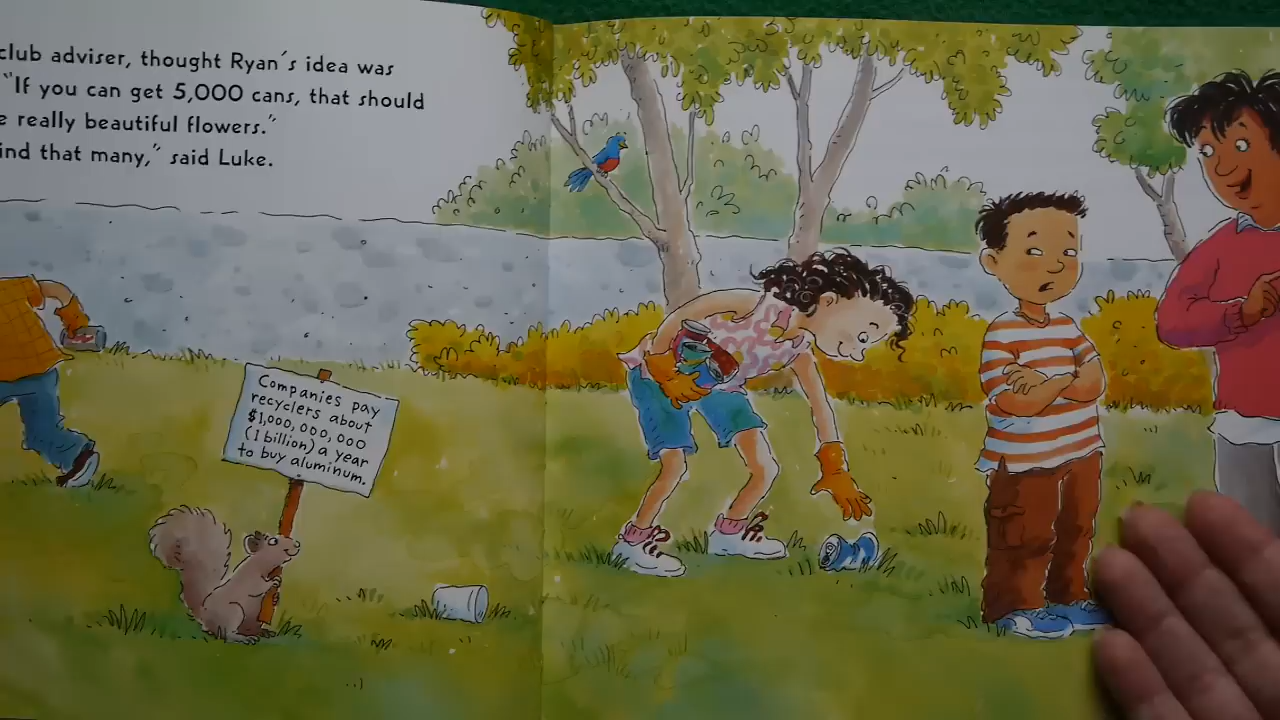 club adviser, thought Ryan's idea was
"If you can get 5,000 cans, that should
really beautiful flowers."
that many," said Luke.
Companies pay
recyclers about
$1,000,000,000
(1 billion) a year
to buy aluminum.